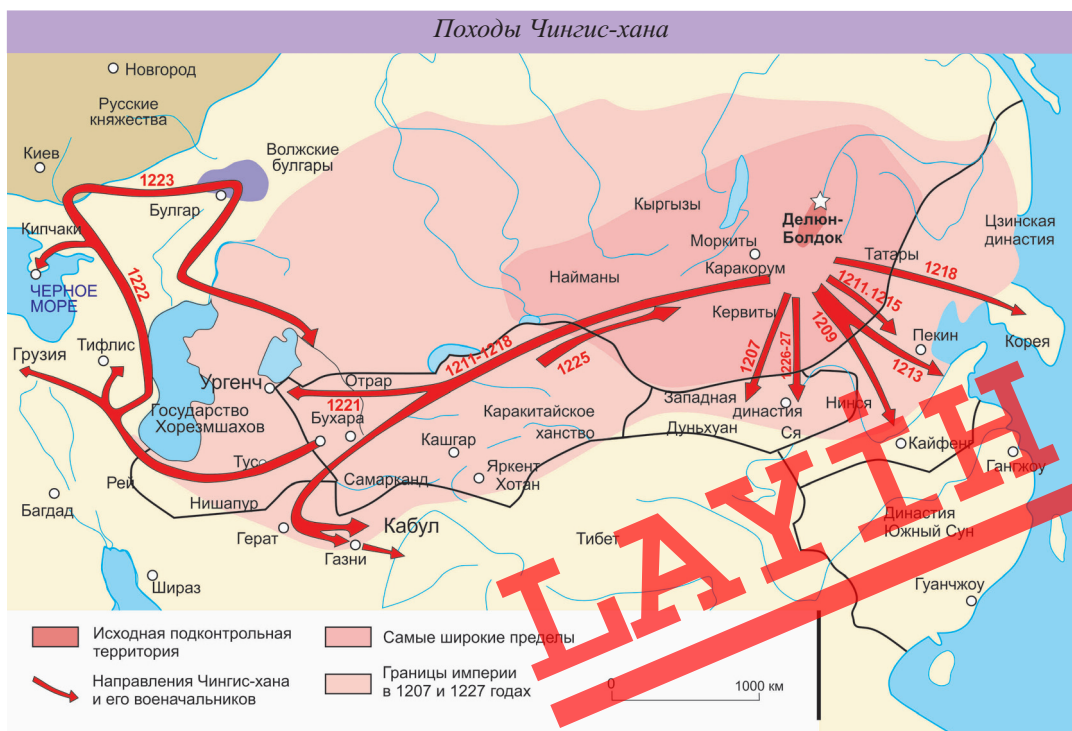 Походы Чингис-хана
Новгород
Русские
княжества
Киев
Волжские
булгары
1223
Булгар
Кипчаки
1222
ЧЕРНОЕ
МОРЕ
Грузия
Тифлис
Кыргызы
Моркиты
Каракорум
Найманы
Кервиты
Делюн-
Болдок
Татары
Цзинская
династия
1218
1211.1215
1209
1207
1226-27
1213
Пекин
Корея
1211-1218
1225
Ургенч
Отрар
1221
Бухара
Государство
Хорезмшахов
Каракитайское
ханство
Кашгар
Яркент
Хотан
Самарканд
Западная
династия
Ся
Дуньхуан
Нинся
Кайфенг
Гангжоу
Тус
Рей
Нишапур
Багдад
Герат
Кабул
Газни
Шираз
Тибет
Династия
Южный Сун
Гуанчжоу
LAYTH
Исходная подконтрольная
территория
Направления Чингис-хана
и его военачальников
Самые широкие пределы
Границы империи
в 1207 и 1227 годах
0
1000 км